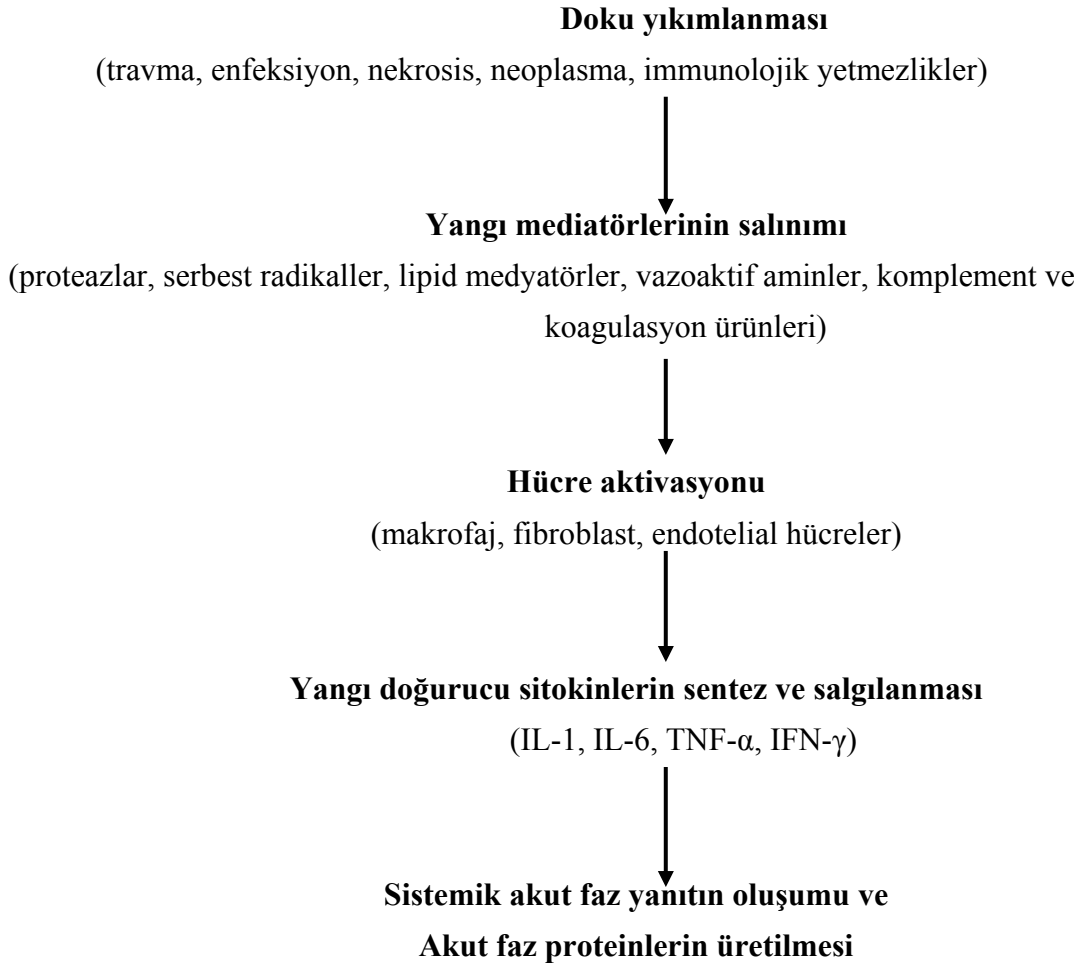 Doku yıkımlanması
(travma, enfeksiyon, nekrosis, neoplasma, immunolojik yetmezlikler)
Yangı mediatörlerinin salınımı
(proteazlar, serbest radikaller, lipid medyatörler, vazoaktif aminler, komplement ve
koagulasyon ürünleri)
Hücre aktivasyonu
(makrofaj, fibroblast, endotelial hücreler)
Yangı doğurucu sitokinlerin sentez ve salgılanması
(IL-1, IL-6, TNF-α, IFN-γ)
Sistemik akut faz yanıtın oluşumu ve
Akut faz proteinlerin üretilmesi